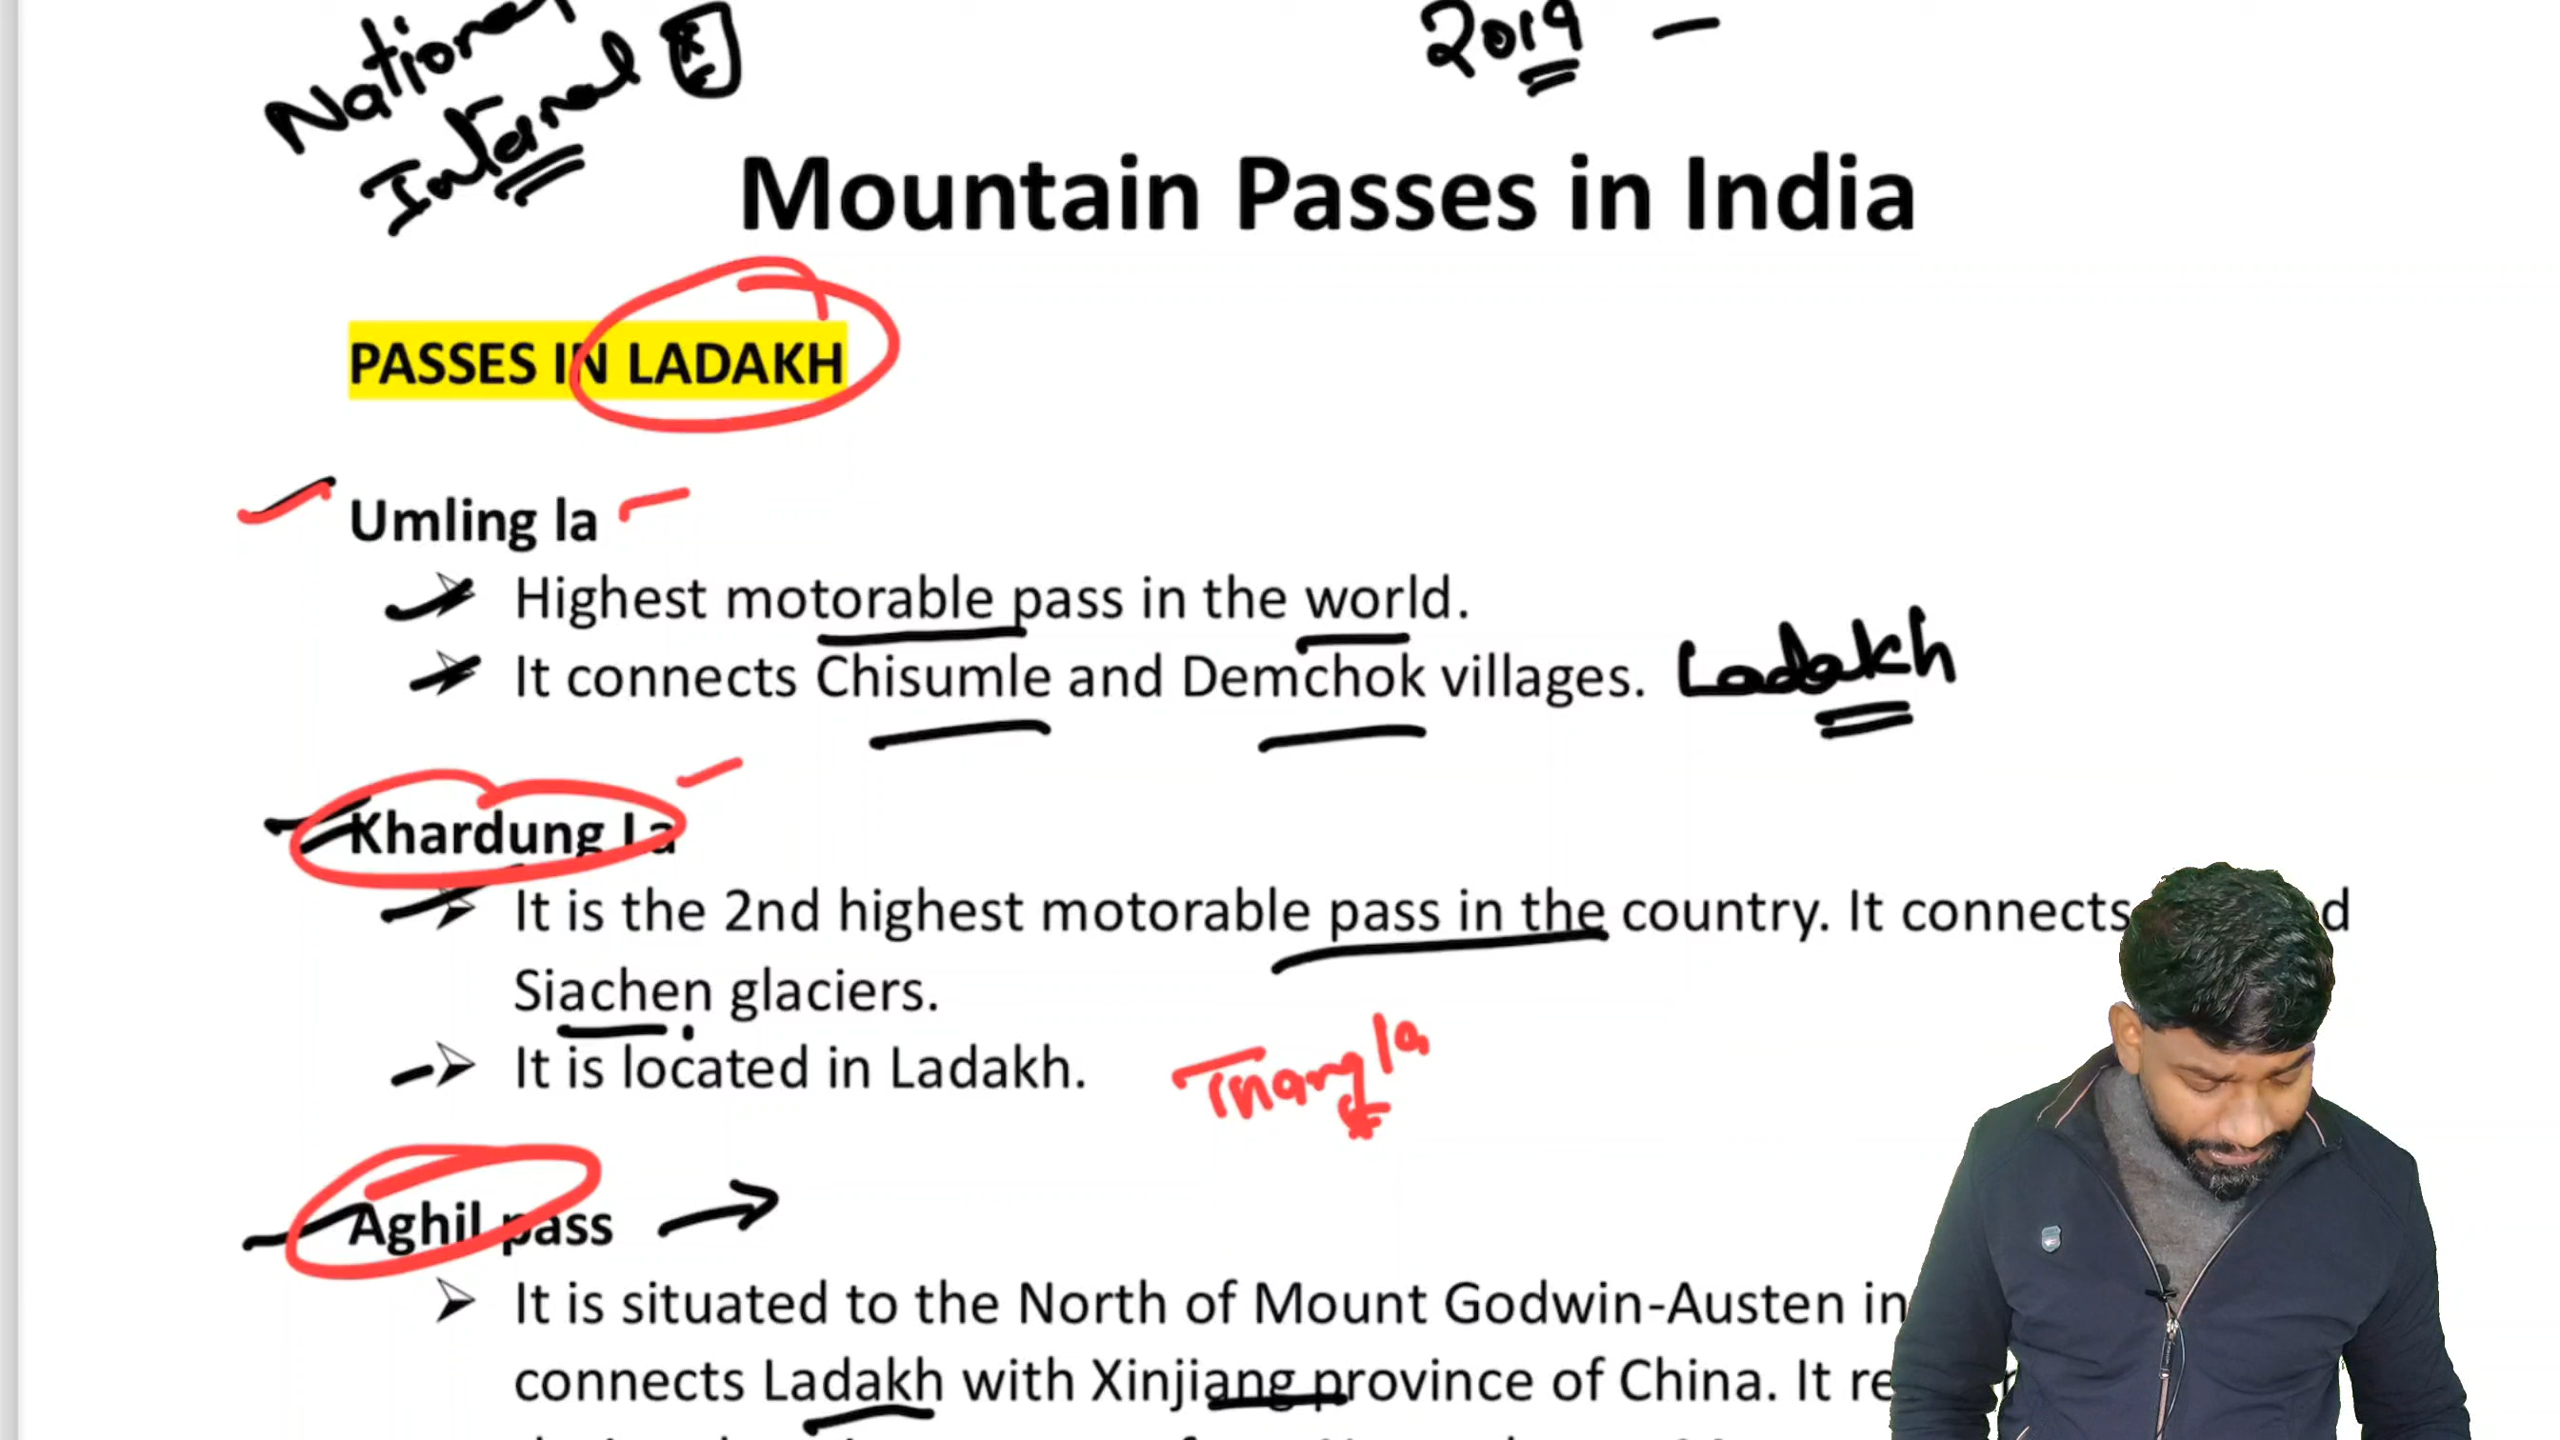 National
2019 –
Internal
Mountain Passes in India
PASSES IN LADAKH
Umling la
Highest motorable pass in the world.
It connects Chisumle and Demchok villages. Ladakh
Khardung La
It is the 2nd highest motorable pass in the country. It connects
Siachen glaciers.
It is located in Ladakh.
Aghil pass
It is situated to the North of Mount Godwin-Austen in
connects Ladakh with Xinjiang province of China. It